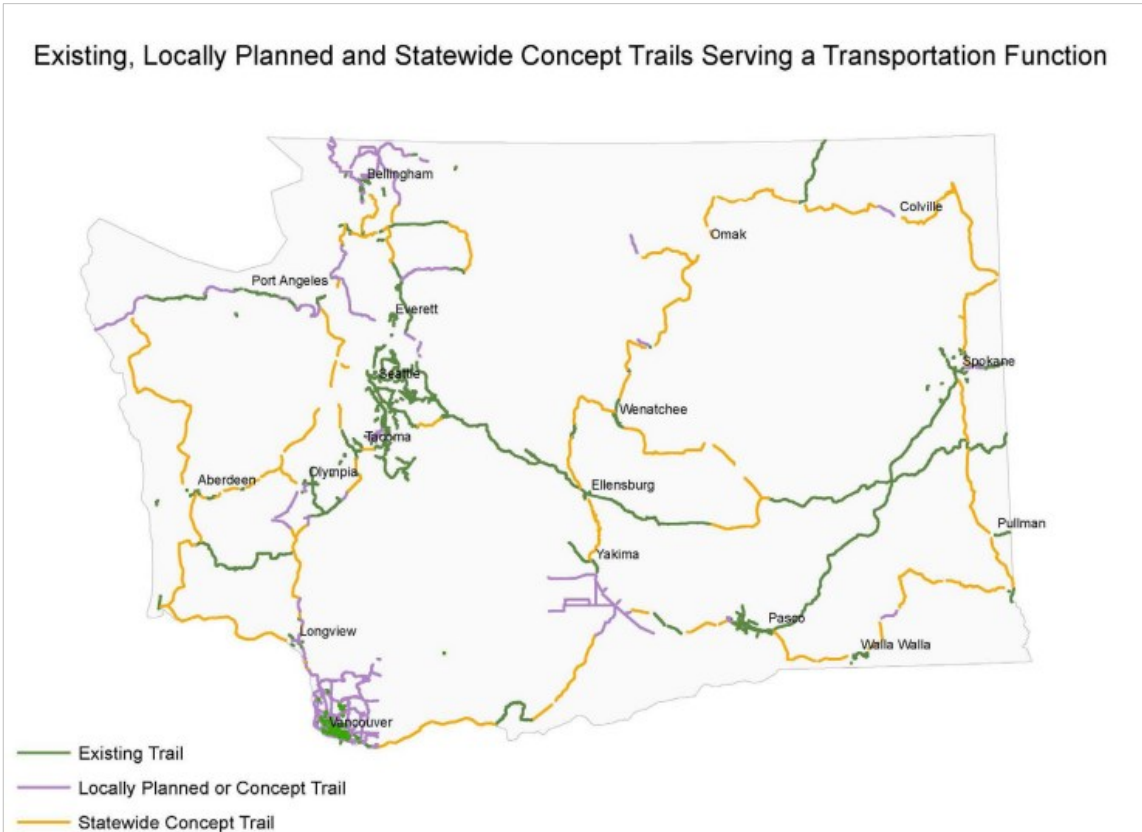 Existing, Locally Planned and Statewide Concept Trails Serving a Transportation Function
Bellingham
Colville
Omak
Port Angeles
Everett
Spokane
Seattle
Wenatchee
Tacoma
Olympia
Aberdeen
Ellensburg
Pullman
Yakima
Pasco
Longview
Walla Walla
Vancouver
Existing Trail
Locally Planned or Concept Trail
Statewide Concept Trail